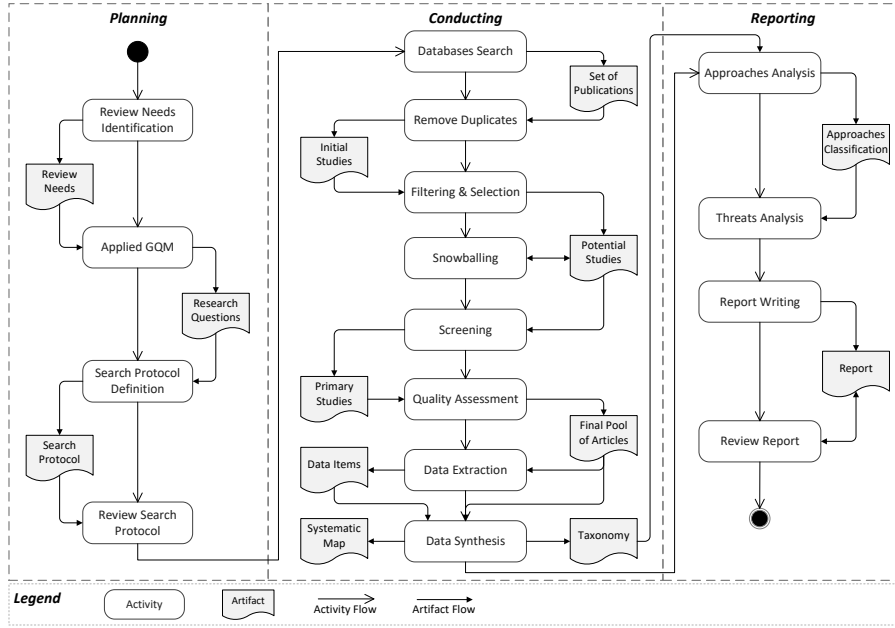 Planning
Conducting
Reporting
Review Needs
Identification
Review
Needs
Applied GQM
Research
Questions
Search Protocol
Definition
Search
Protocol
Review Search
Protocol
Databases Search
Set of
Publications
Remove Duplicates
Initial
Studies
Filtering & Selection
Potential
Studies
Snowballing
Screening
Primary
Studies
Quality Assessment
Final Pool
of Articles
Data Items
Data Extraction
Systematic
Map
Data Synthesis
Taxonomy
Approaches Analysis
Approaches
Classification
Threats Analysis
Report Writing
Report
Review Report
Legend
Activity
Artifact
Activity Flow
Artifact Flow